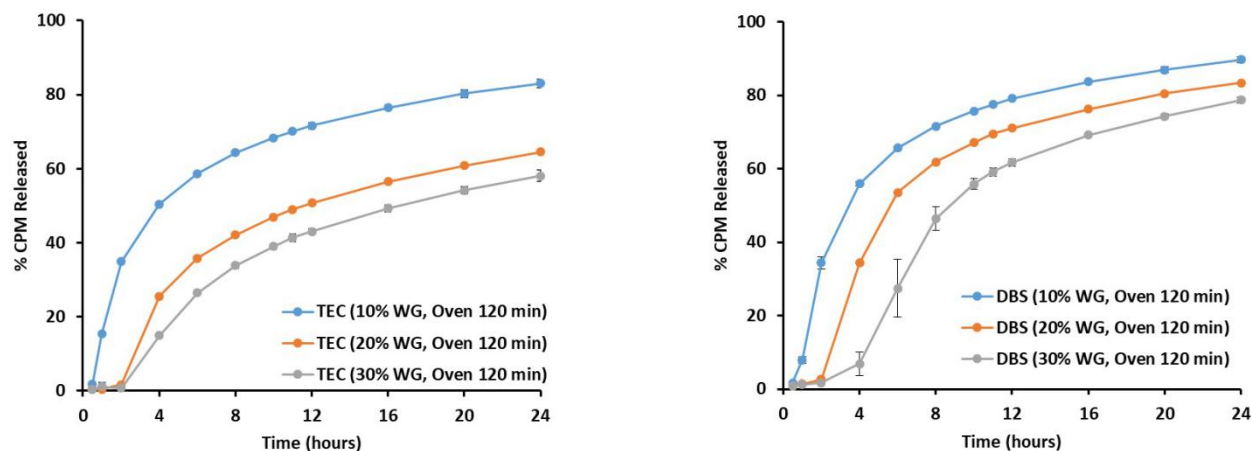 100
80
60
40
20
0
% CPM Released
0
4
8
12
16
20
24
Time (hours)
TEC (10% WG, Oven 120 min)
TEC (20% WG, Oven 120 min)
TEC (30% WG, Oven 120 min)
100
80
60
40
20
0
% CPM Released
0
4
8
12
16
20
24
Time (hours)
DBS (10% WG, Oven 120 min)
DBS (20% WG, Oven 120 min)
DBS (30% WG, Oven 120 min)